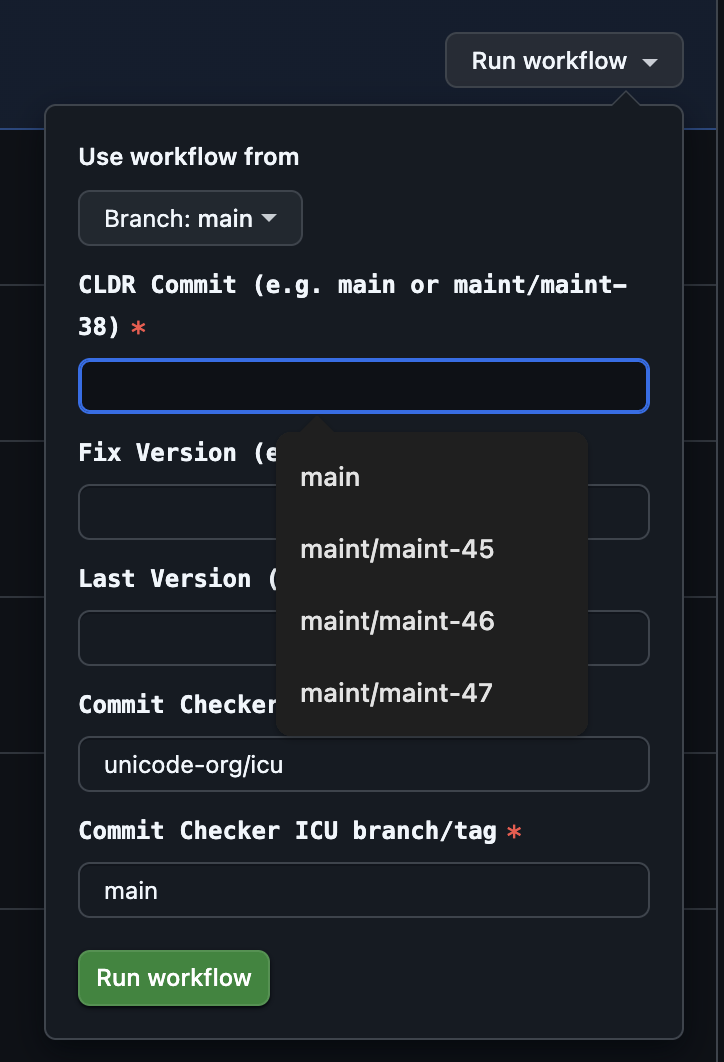 Run workflow
Use workflow from
Branch: main
CLDR Commit (e.g. main or maint/maint-
38) *
Fix Version (e
main
maint/maint-45
Last Version (
maint/maint-46
maint/maint-47
Commit Checker
unicode-org/icu
Commit Checker ICU branch/tag *
main
Run workflow